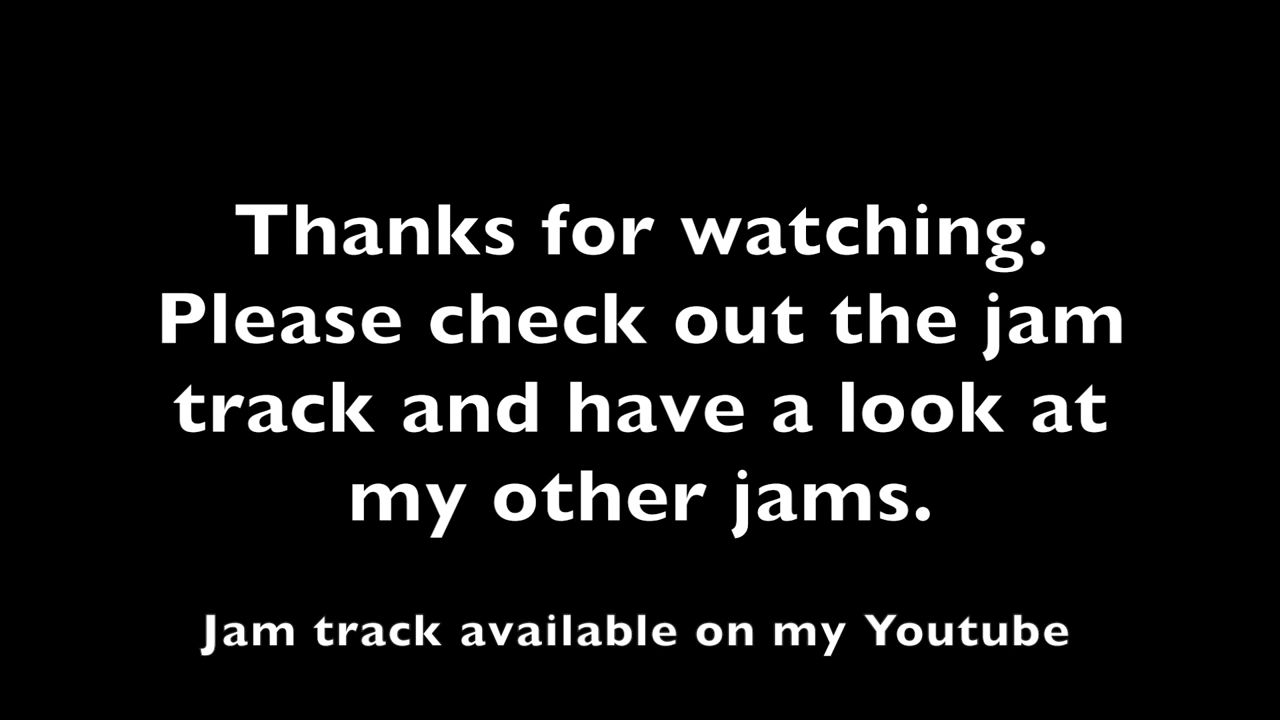 Thanks for watching.
Please check out the jam
track and have a look at
my other jams.
Jam track available on my Youtube